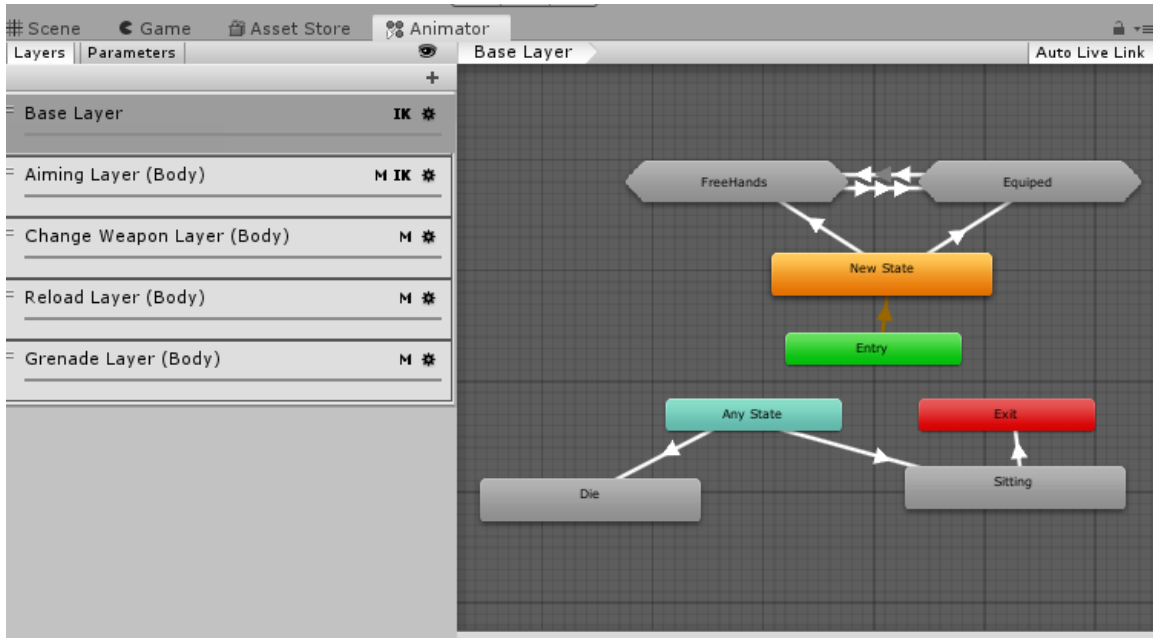 Scene Game Asset Store Animator
Layers Parameters Base Layer Auto Live Link
+
Base Layer IK
Aiming Layer (Body) M IK
Change Weapon Layer (Body) M
Reload Layer (Body) M
Grenade Layer (Body) M
FreeHands Equiped
New State
Entry
Any State Exit
Sitting
Die